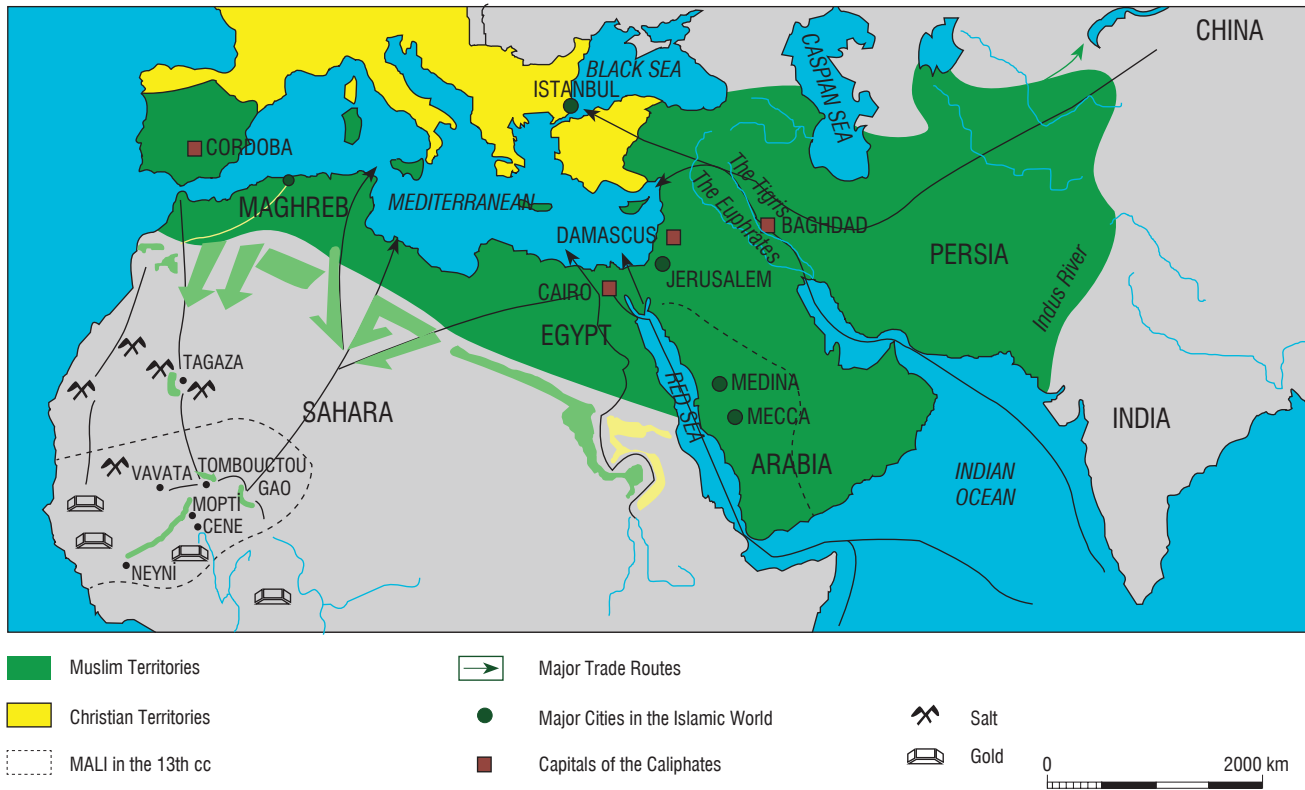 CHINA
CASPIAN SEA
BLACK SEA
ISTANBUL
CORDOBA
The Tigris
The Euphrates
MAGHREB
MEDITERRANEAN
DAMASCUS
BAGHDAD
PERSIA
JERUSALEM
Indus River
CAIRO
EGYPT
TAGAZA
RED SEA
MEDINA
SAHARA
MECCA
INDIA
TOMBOUCTOU
VAVATA
GAO
ARABIA
INDIAN
OCEAN
MOPTİ
CENE
NEYNİ
Muslim Territories
Christian Territories
MALI in the 13th cc
Major Trade Routes
Major Cities in the Islamic World
Capitals of the Caliphates
Salt
Gold
0 2000 km